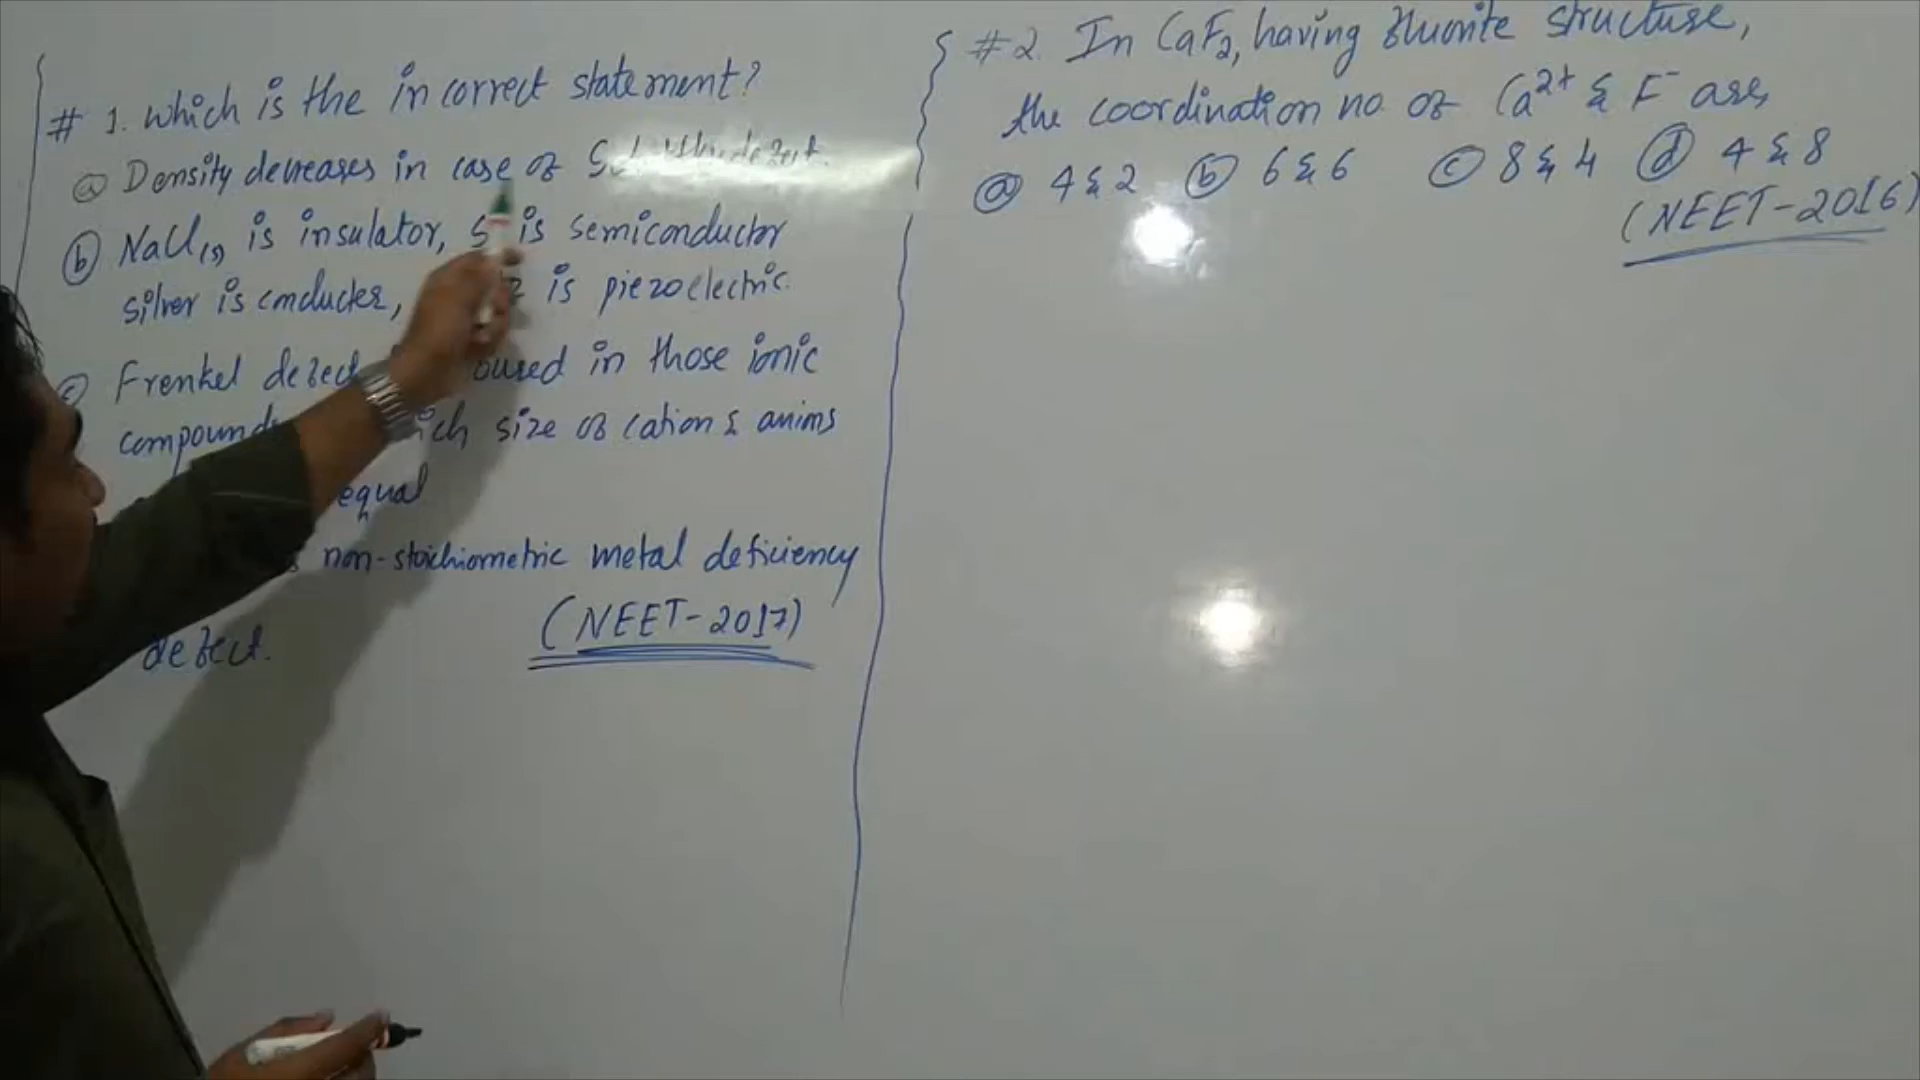 # 1. Which is the incorrect statement?
(a) Density decreases in case of
(b) NaCl(s) is insulator, is semiconductor
silver is conductor, is piezoelectric.
(c) Frenkel defect in those ionic
compounds size of cation & anions
equal
non-stoichiometric metal deficiency
defect. (NEET-2017)
#2. In CaF2, having fluorite structure,
the coordination no. of Ca2+ & F- are,
(a) 4 & 2 (b) 6 & 6 (c) 8 & 4 (d) 4 & 8
(NEET-2016)